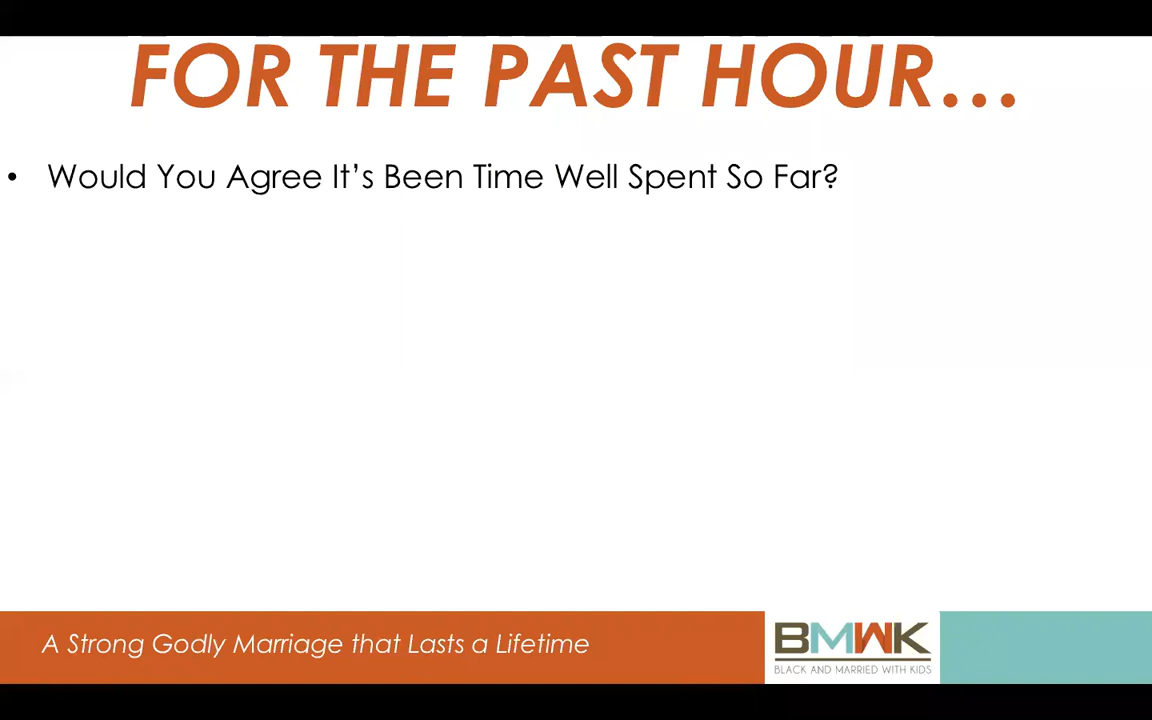 FOR THE PAST HOUR…
• Would You Agree It’s Been Time Well Spent So Far?
A Strong Godly Marriage that Lasts a Lifetime
BMWK
BLACK AND MARRIED WITH KIDS